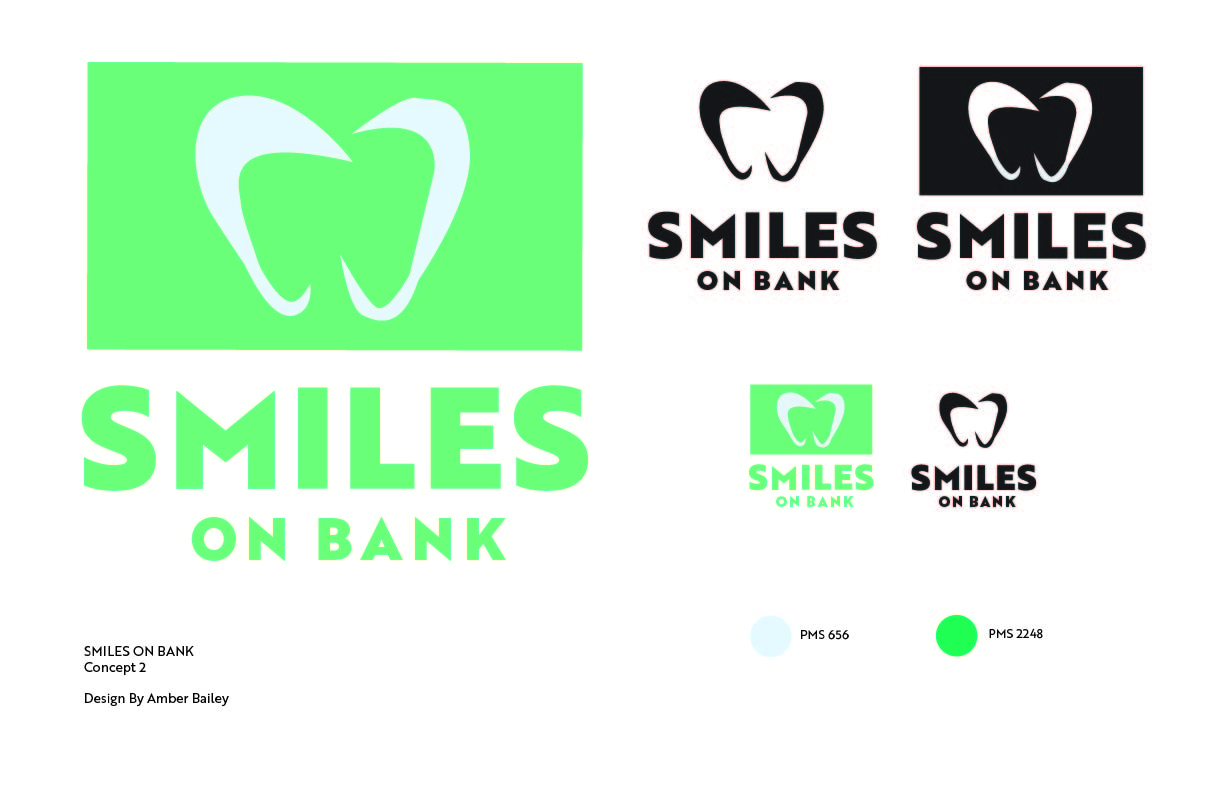 SMILES
ON BANK
SMILES
ON BANK
SMILES
ON BANK
SMILES
ON BANK
SMILES
ON BANK
PMS 656
PMS 2248
SMILES ON BANK
Concept 2
Design By Amber Bailey